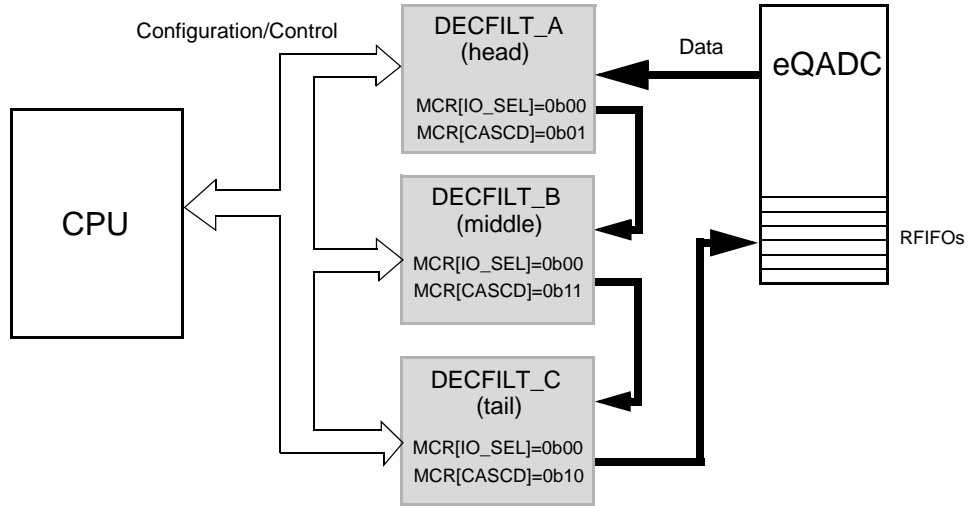 Configuration/Control
CPU
DECFILT_A
(head)
MCR[IO_SEL]=0b00
MCR[CASCD]=0b01
DECFILT_B
(middle)
MCR[IO_SEL]=0b00
MCR[CASCD]=0b11
DECFILT_C
(tail)
MCR[IO_SEL]=0b00
MCR[CASCD]=0b10
Data
eQADC
RFIFOs